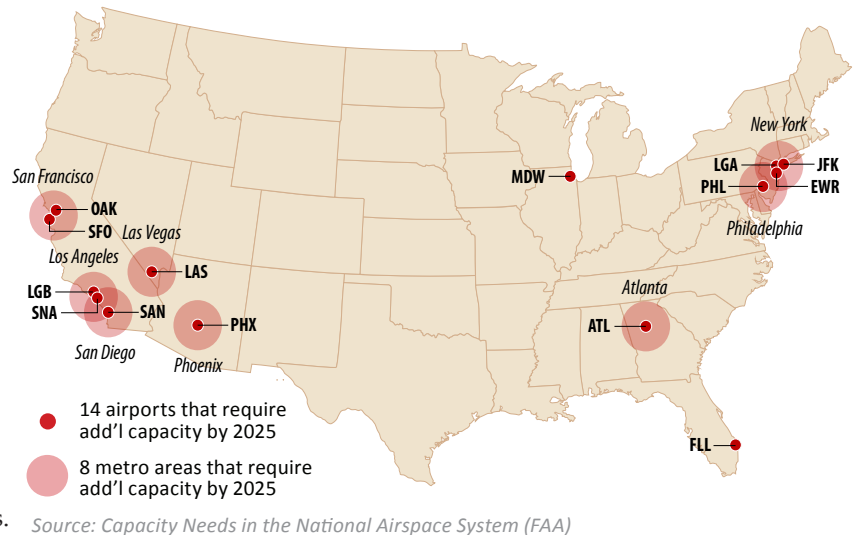 New York
LGA
JFK
MDW
PHL
EWR
San Francisco
OAK
SFO
Philadelphia
Las Vegas
Los Angeles
LAS
Atlanta
LGB
SNA
SAN
PHX
ATL
San Diego
Phoenix
14 airports that require
add'l capacity by 2025
FLL
8 metro areas that require
add'l capacity by 2025
s. Source: Capacity Needs in the National Airspace System (FAA)